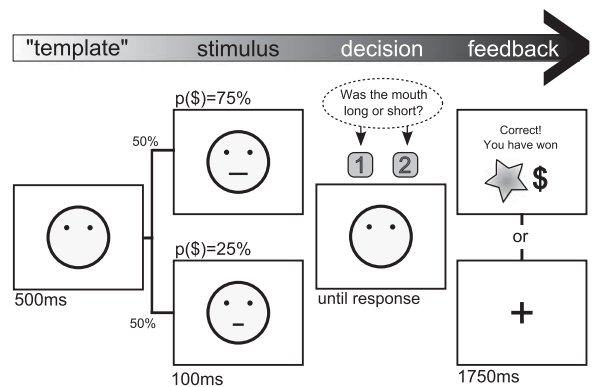 "template" stimulus decision feedback
p($)=75%
Was the mouth
long or short?
50%
1 2
Correct!
You have won
$
or
p($)=25%
500ms
until response
50%
100ms
1750ms